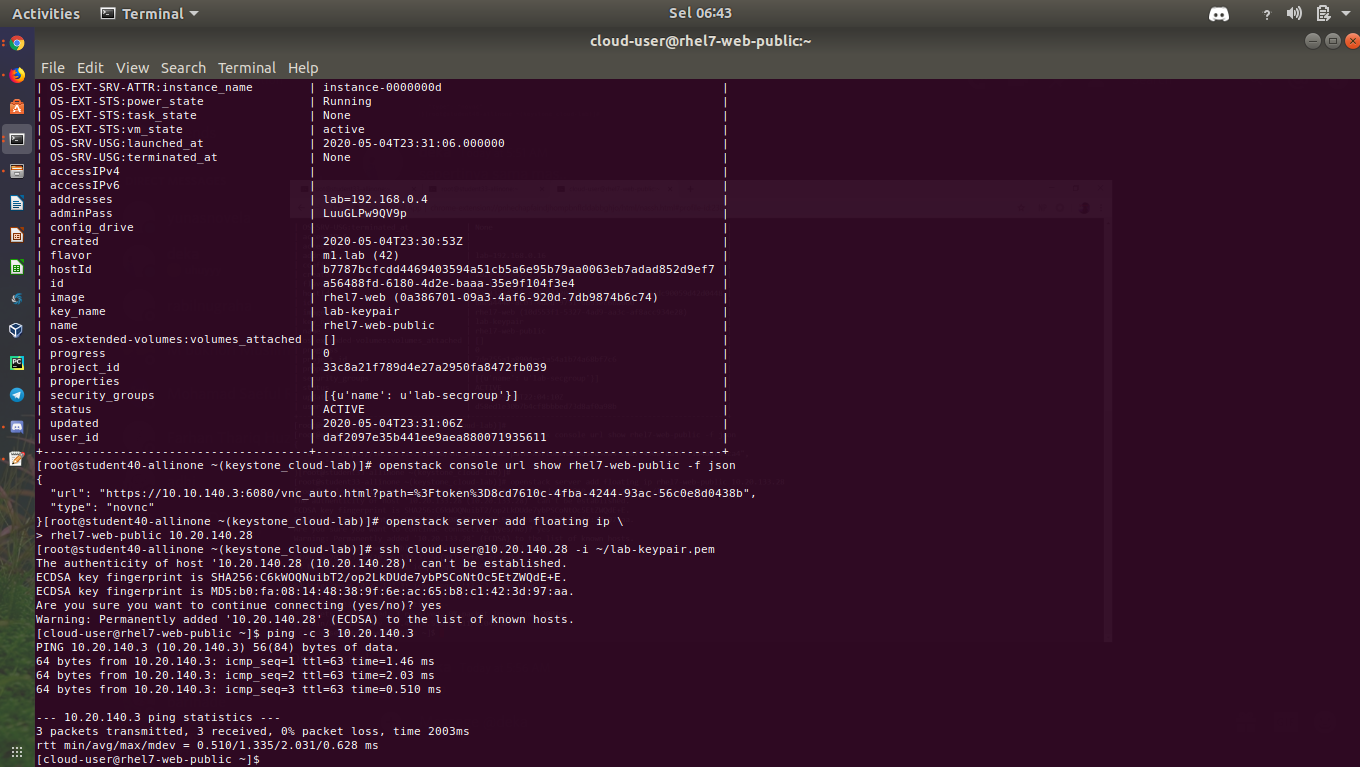 Activities Terminal Sel 06:43 ?
cloud-user@rhel7-web-public:~
File Edit View Search Terminal Help
| OS-EXT-SRV-ATTR:instance_name | instance-0000000d |
| OS-EXT-STS:power_state | Running |
| OS-EXT-STS:task_state | None |
| OS-EXT-STS:vm_state | active |
| OS-SRV-USG:launched_at | 2020-05-04T23:31:06.000000 |
| OS-SRV-USG:terminated_at | None |
| accessIPv4 | |
| accessIPv6 | |
| addresses | lab=192.168.0.4 |
| adminPass | LuuGLPw9QV9p |
| config_drive | |
| created | 2020-05-04T23:30:53Z |
| flavor | m1.lab (42) |
| hostId | b7787bcfcdd4469403594a51cb5a6e95b79aa0063eb7adad852d9ef7 |
| id | a56488fd-6180-4d2e-baaa-35e9f104f3e4 |
| image | rhel7-web (0a386701-09a3-4af6-920d-7db9874b6c74) |
| key_name | lab-keypair |
| name | rhel7-web-public |
| os-extended-volumes:volumes_attached | [] |
| progress | 0 |
| project_id | 33c8a21f789d4e27a2950fa8472fb039 |
| properties | |
| security_groups | [{u'name': u'lab-secgroup'}] |
| status | ACTIVE |
| updated | 2020-05-04T23:31:06Z |
| user_id | daf2097e35b441ee9aea880071935611 |
+--------------------------------------+----------------------------------------------------------+
[root@student40-allinone ~(keystone_cloud-lab)]# openstack console url show rhel7-web-public -f json
{
"url": "https://10.10.140.3:6080/vnc_auto.html?path=%3Ftoken%3D8cd7610c-4fba-4244-93ac-56c0e8d0438b",
"type": "novnc"
}[root@student40-allinone ~(keystone_cloud-lab)]# openstack server add floating ip \
> rhel7-web-public 10.20.140.28
[root@student40-allinone ~(keystone_cloud-lab)]# ssh cloud-user@10.20.140.28 -i ~/lab-keypair.pem
The authenticity of host '10.20.140.28 (10.20.140.28)' can't be established.
ECDSA key fingerprint is SHA256:C6kWOQNuibT2/op2LkDUde7ybPSCoNtOc5EtZWQdE+E.
ECDSA key fingerprint is MD5:b0:fa:08:14:48:38:9f:6e:ac:65:b8:c1:42:3d:97:aa.
Are you sure you want to continue connecting (yes/no)? yes
Warning: Permanently added '10.20.140.28' (ECDSA) to the list of known hosts.
[cloud-user@rhel7-web-public ~]$ ping -c 3 10.20.140.3
PING 10.20.140.3 (10.20.140.3) 56(84) bytes of data.
64 bytes from 10.20.140.3: icmp_seq=1 ttl=63 time=1.46 ms
64 bytes from 10.20.140.3: icmp_seq=2 ttl=63 time=2.03 ms
64 bytes from 10.20.140.3: icmp_seq=3 ttl=63 time=0.510 ms
--- 10.20.140.3 ping statistics ---
3 packets transmitted, 3 received, 0% packet loss, time 2003ms
rtt min/avg/max/mdev = 0.510/1.335/2.031/0.628 ms
[cloud-user@rhel7-web-public ~]$